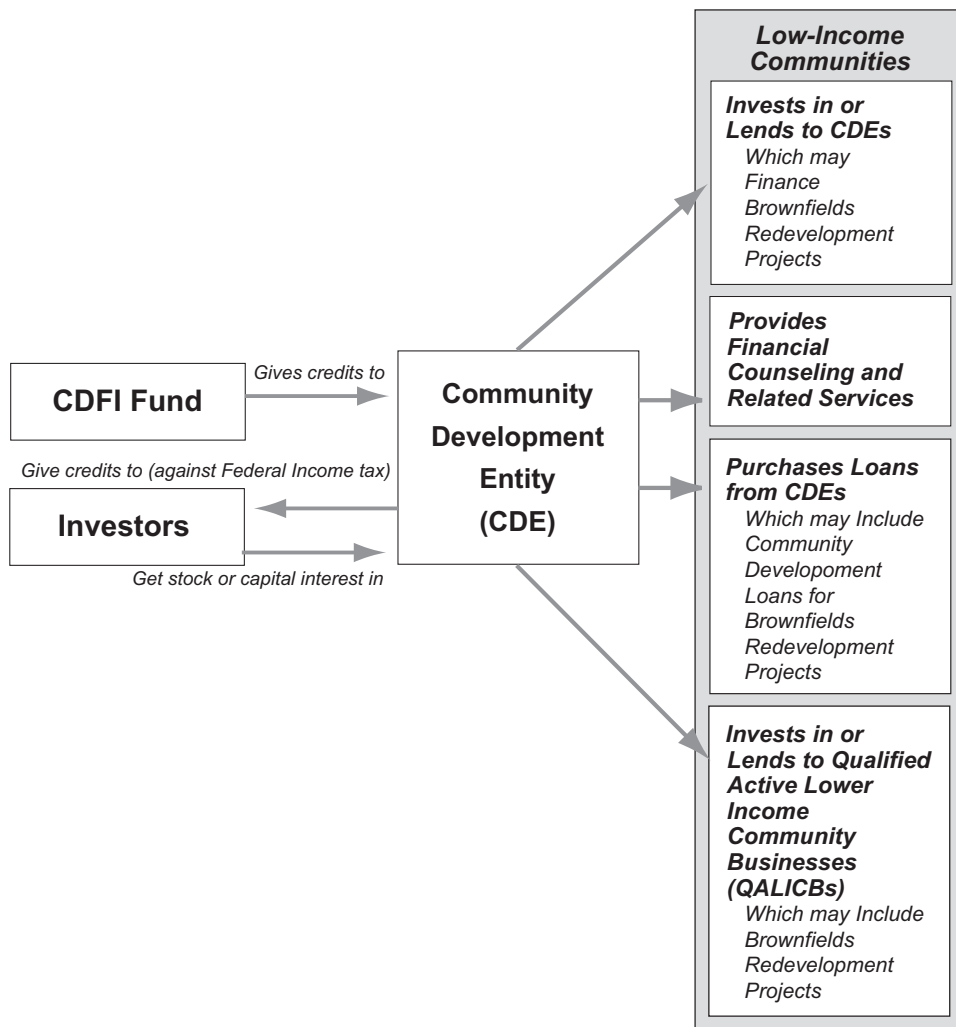 Low-Income
Communities
Invests in or
Lends to CDEs
Which may
Finance
Brownfields
Redevelopment
Projects
Provides
Financial
Counseling and
Related Services
Gives credits to
CDFI Fund
Community
Development
Entity
(CDE)
Give credits to (against Federal Income tax)
Investors
Get stock or capital interest in
Purchases Loans
from CDEs
Which may Include
Community
Developoment
Loans for
Brownfields
Redevelopment
Projects
Invests in or
Lends to Qualified
Active Lower
Income
Community
Businesses
(QALICBs)
Which may Include
Brownfields
Redevelopment
Projects